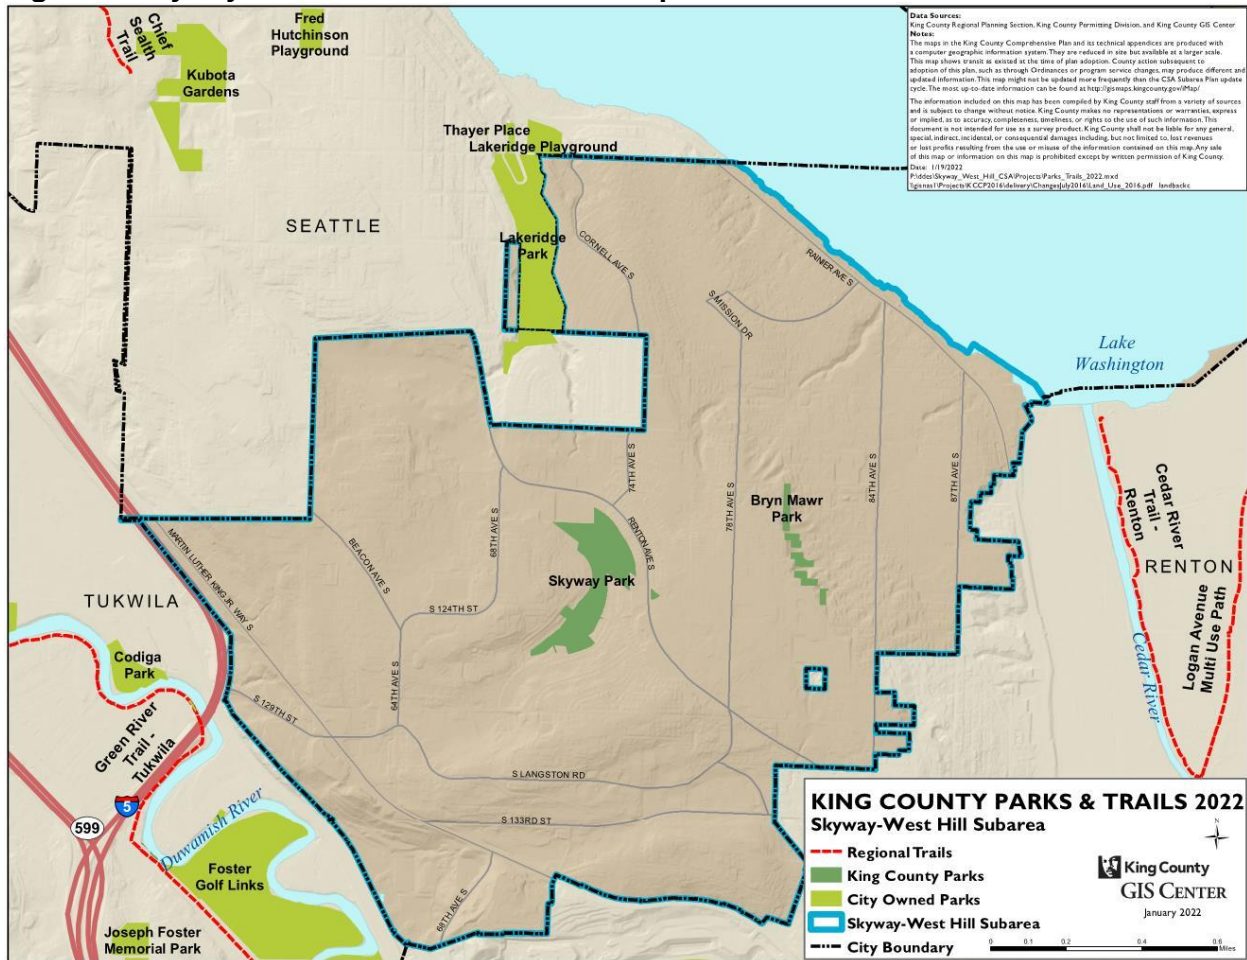 Data Sources:
King County Regional Planning Section, King County Permitting Division, and King County GIS Center
Notes:
The maps in the King County Comprehensive Plan and its technical appendices are produced with
a computer geographic information system. They are reduced in site but available at a larger scale.
This map shows transit as existed at the time of plan adoption. County action subsequent to
adoption of this plan, such as through Ordinances or program service changes, may produce different and
updated information. This map might not be updated more frequently than the CSA Subarea Plan update
cycle. The most up-to-date information can be found at http://gismaps.kingcounty.gov/iMap/
The information included on this map has been compiled by King County staff from a variety of sources
and is subject to change without notice. King County makes no representations or warranties, express
or implied, as to accuracy, completeness, timeliness, or rights to the use of such information. This
document is not intended for use as a survey product. King County shall not be liable for any general,
special, indirect, incidental, or consequential damages including, but not limited to, lost revenues
or lost profits resulting from the use or misuse of the information contained on this map. Any sale
of this map or information on this map is prohibited except by written permission of King County.
Date: 1/19/2022
P:\ddes\Skyway_West_Hill_CSA\Projects\Parks_Trails_2022.mxd
\\gisnas1\Projects\KCCP2016\delivery\ChangesJuly2016\Land_Use_2016.pdf landbackc
Chief
Sealth
Trail
Kubota
Gardens
Fred
Hutchinson
Playground
Thayer Place
Lakeridge Playground
SEATTLE
Lakeridge
Park
CORNELL AVE S
RAINIER AVE S
S MISSION DR
Lake
Washington
74TH AVE S
84TH AVE S
87TH AVE S
78TH AVE S
68TH AVE S
RENTON AVE S
Bryn Mawr
Park
Cedar River
Trail -
Renton
RENTON
Logan Avenue
Multi Use Path
Cedar River
MARTIN LUTHER KING JR WAY S
BEACON AVE S
Skyway Park
S 124TH ST
TUKWILA
Codiga
Park
64TH AVE S
S 129TH ST
Green River
Trail -
Tukwila
S LANGSTON RD
S 133RD ST
5
599
Duwamish River
Foster
Golf Links
68TH AVE S
Joseph Foster
Memorial Park
KING COUNTY PARKS & TRAILS 2022
Skyway-West Hill Subarea
Regional Trails
King County Parks
City Owned Parks
Skyway-West Hill Subarea
City Boundary
N
King County
GIS CENTER
January 2022
0 0.1 0.2 0.4 0.6
Miles